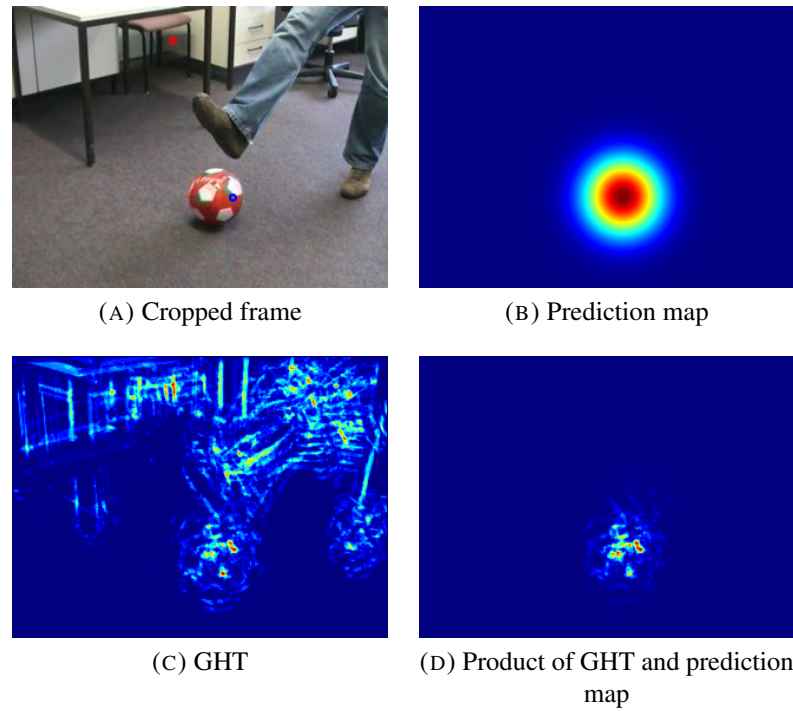 (A) Cropped frame
(B) Prediction map
(C) GHT
(D) Product of GHT and prediction
map